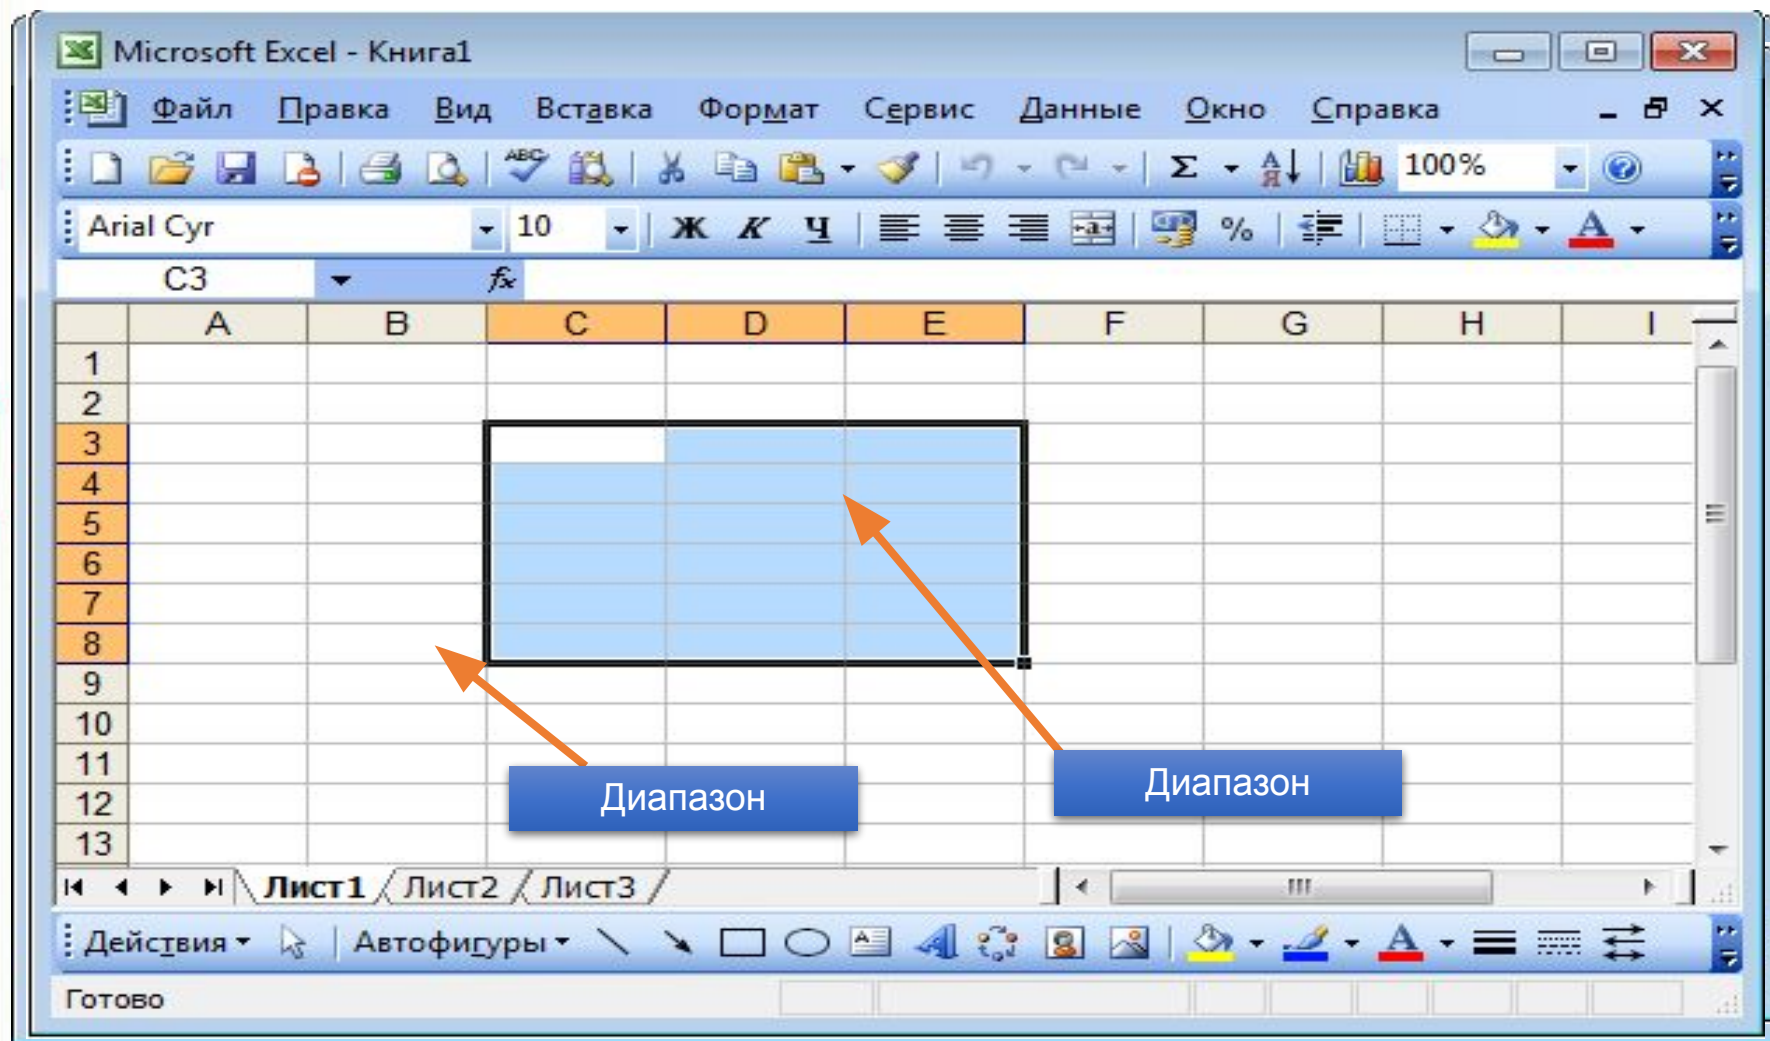 Microsoft Excel - Книга1
Файл Правка Вид Вставка Формат Сервис Данные Окно Справка
ABC Σ А Я 100% ?
Arial Cyr 10 Ж К Ч a % A
C3 fx
A B C D E F G H I
1
2
3
4
5
6
7
8
9
10
11
12
13
Диапазон
Диапазон
Лист1 Лист2 Лист3
Действия Автофигуры A A A
Готово